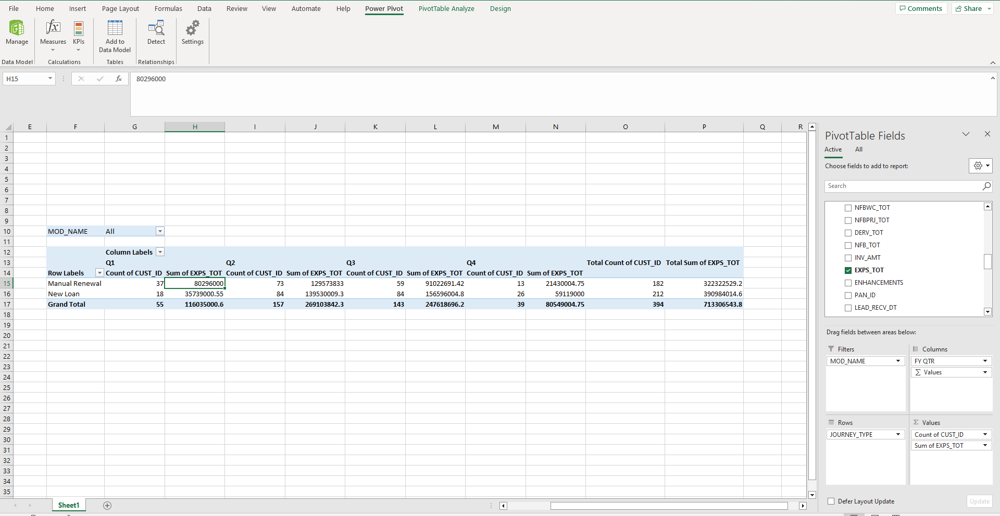 File Home Insert Page Layout Formulas Data Review View Automate Help Power Pivot PivotTable Analyze Design Comments Share
Manage Measures KPIs Add to Data Model Detect Settings
Data Model Calculations Tables Relationships
H15 fx 80296000
E F G H I J K L M N O P Q R
1
2
3
4
5
6
7
8
9
10 MOD_NAME All
11
12 Column Labels
13 Q1 Q2 Q3 Q4 Total Count of CUST_ID Total Sum of EXPS_TOT
14 Row Labels Count of CUST_ID Sum of EXPS_TOT Count of CUST_ID Sum of EXPS_TOT Count of CUST_ID Sum of EXPS_TOT Count of CUST_ID Sum of EXPS_TOT
15 Manual Renewal 37 80296000 73 129573833 59 91022691.42 13 21430004.75 182 322322529.2
16 New Loan 18 35739000.55 84 139530009.3 84 156596004.8 26 59119000 212 390984014.6
17 Grand Total 55 116035000.6 157 269103842.3 143 247618696.2 39 80549004.75 394 713306543.8
18
19
20
21
22
23
24
25
26
27
28
29
30
31
32
33
34
35
Sheet1
PivotTable Fields
Active All
Choose fields to add to report:
Search
NFBWC_TOT
NFBPRJ_TOT
DERV_TOT
NFB_TOT
INV_AMT
EXPS_TOT
ENHANCEMENTS
PAN_ID
LEAD_RECV_DT
Drag fields between areas below:
Filters Columns
MOD_NAME FY QTR
Σ Values
Rows Σ Values
JOURNEY_TYPE Count of CUST_ID
Sum of EXPS_TOT
Defer Layout Update Update